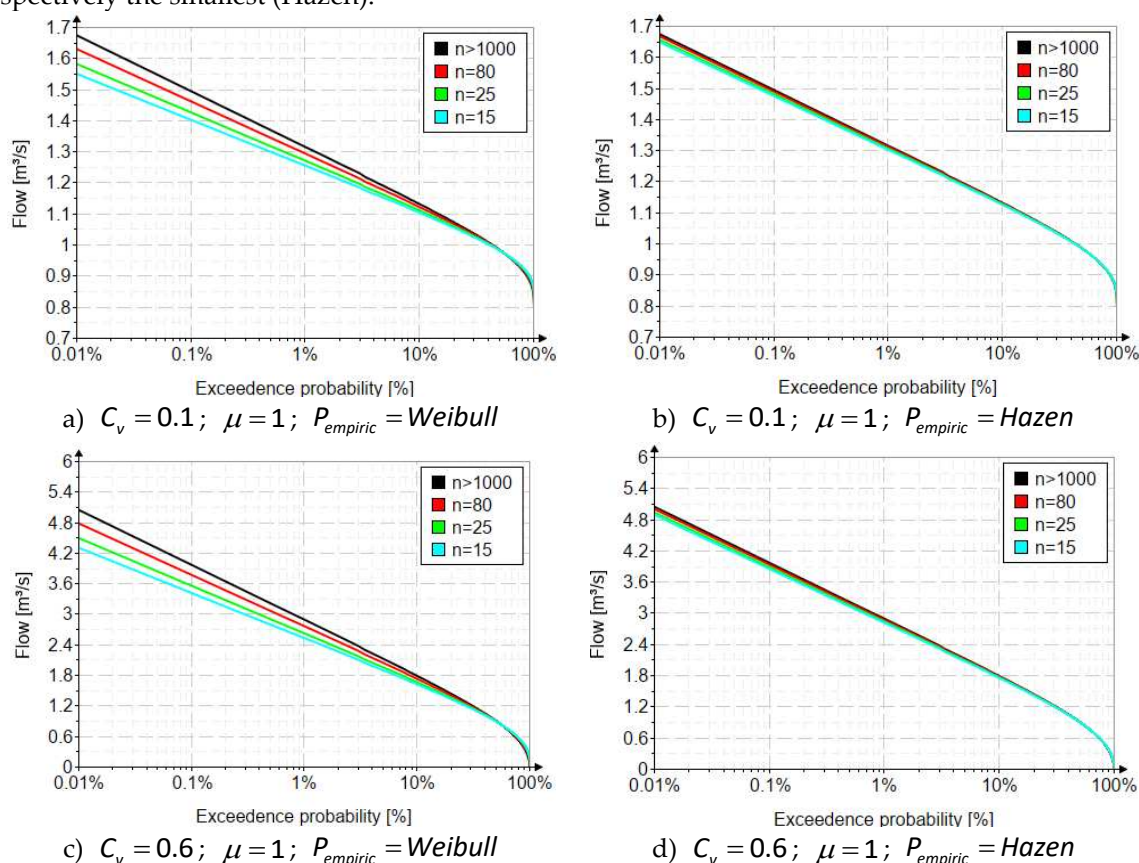 spectively the smallest (Hazen).
1.7
1.6
1.5
1.4
1.3
1.2
1.1
1
0.9
0.8
0.7
Flow [m³/s]
n>1000
n=80
n=25
n=15
0.01% 0.1% 1% 10% 100%
Exceedence probability [%]
a) Cv = 0.1; μ = 1; Pempiric = Weibull
1.7
1.6
1.5
1.4
1.3
1.2
1.1
1
0.9
0.8
0.7
Flow [m³/s]
n>1000
n=80
n=25
n=15
0.01% 0.1% 1% 10% 100%
Exceedence probability [%]
b) Cv = 0.1; μ = 1; Pempiric = Hazen
6
5.4
4.8
4.2
3.6
3
2.4
1.8
1.2
0.6
0
Flow [m³/s]
n>1000
n=80
n=25
n=15
0.01% 0.1% 1% 10% 100%
Exceedence probability [%]
c) Cv = 0.6; μ = 1; Pempiric = Weibull
6
5.4
4.8
4.2
3.6
3
2.4
1.8
1.2
0.6
0
Flow [m³/s]
n>1000
n=80
n=25
n=15
0.01% 0.1% 1% 10% 100%
Exceedence probability [%]
d) Cv = 0.6; μ = 1; Pempiric = Hazen